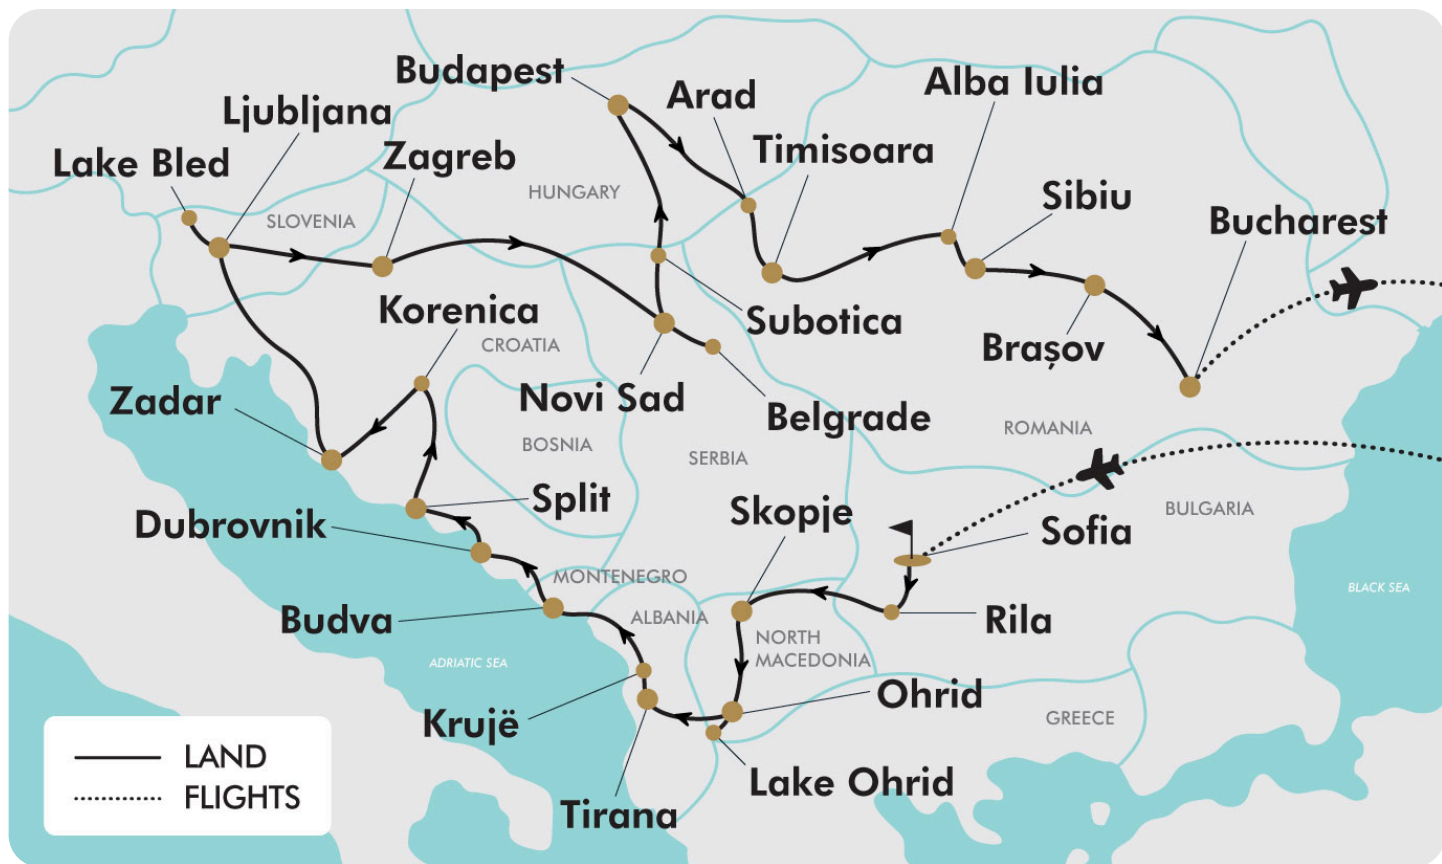 Budapest
Arad
Alba Iulia
Ljubljana
Timisoara
Zagreb
Lake Bled
HUNGARY
Sibiu
SLOVENIA
Bucharest
Korenica
Subotica
CROATIA
Brașov
Novi Sad
Zadar
Belgrade
ROMANIA
BOSNIA
SERBIA
Split
Skopje
BULGARIA
Dubrovnik
Sofia
MONTENEGRO
BLACK SEA
Budva
ALBANIA
Rila
NORTH
MACEDONIA
ADRIATIC SEA
Ohrid
Krujë
GREECE
LAND
Lake Ohrid
FLIGHTS
Tirana